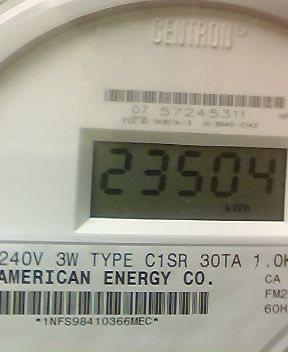 CENTRON®
07 57245311
23504
kWh
240V 3W TYPE C1SR 30TA 1.0K
CA
AMERICAN ENERGY CO.
FM2
60H
*1NFS98410366MEC*